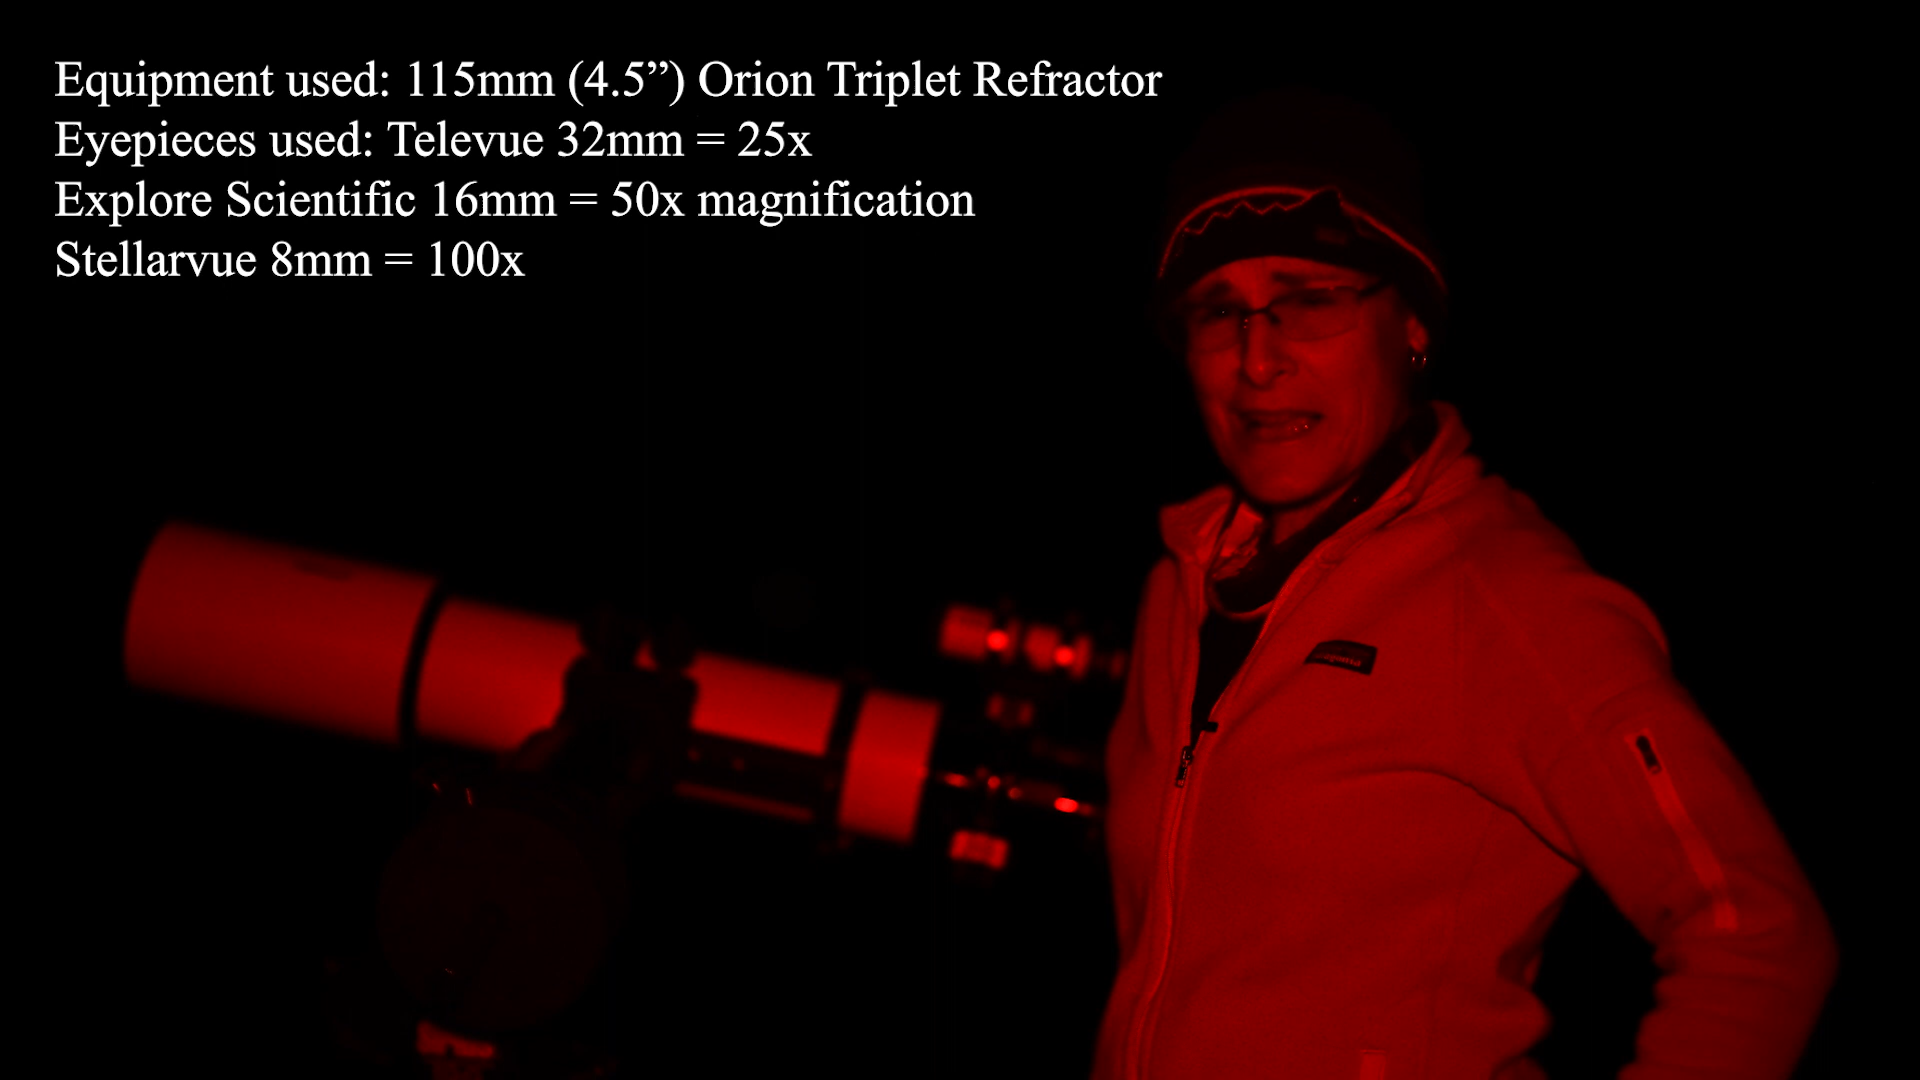 Equipment used: 115mm (4.5”) Orion Triplet Refractor
Eyepieces used: Televue 32mm = 25x
Explore Scientific 16mm = 50x magnification
Stellarvue 8mm = 100x